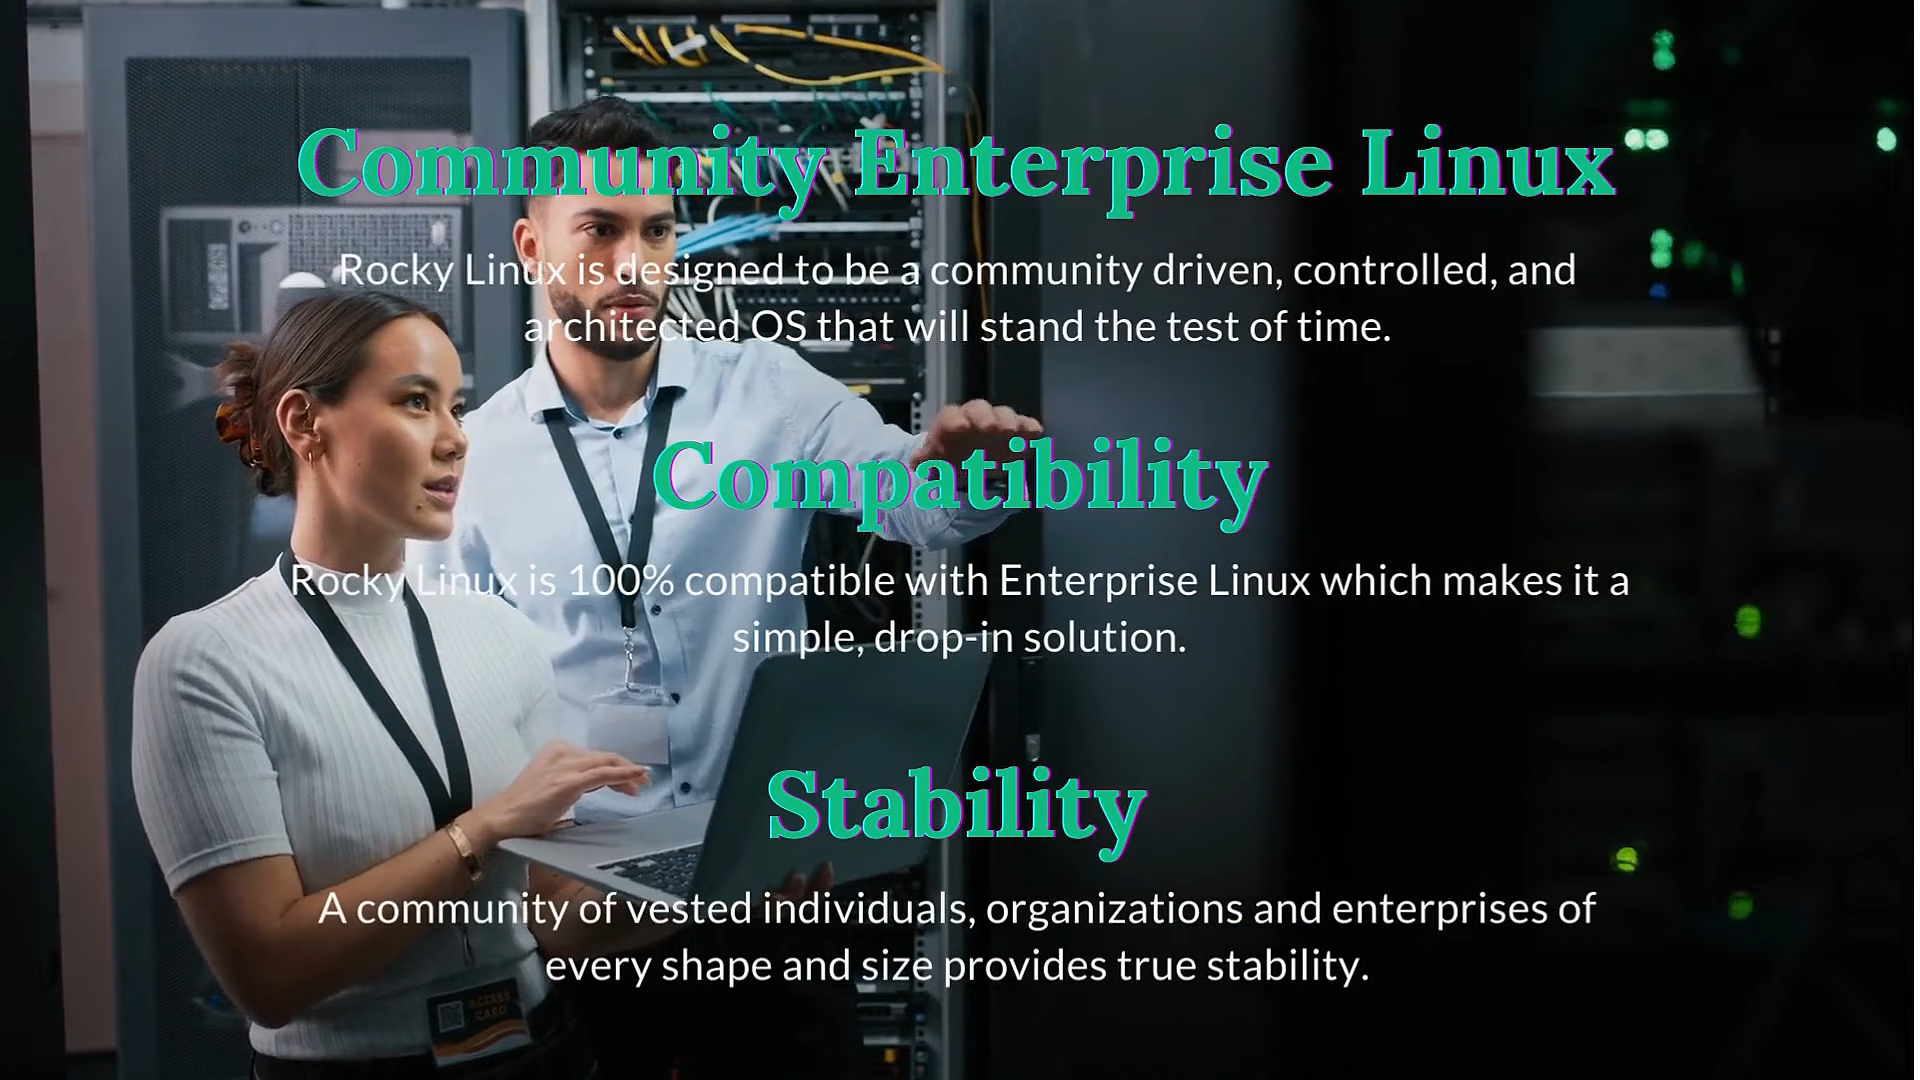 Community Enterprise Linux
Rocky Linux is designed to be a community driven, controlled, and
architected OS that will stand the test of time.
Compatibility
Rocky Linux is 100% compatible with Enterprise Linux which makes it a
simple, drop-in solution.
Stability
A community of vested individuals, organizations and enterprises of
every shape and size provides true stability.
ACCESS
CARD